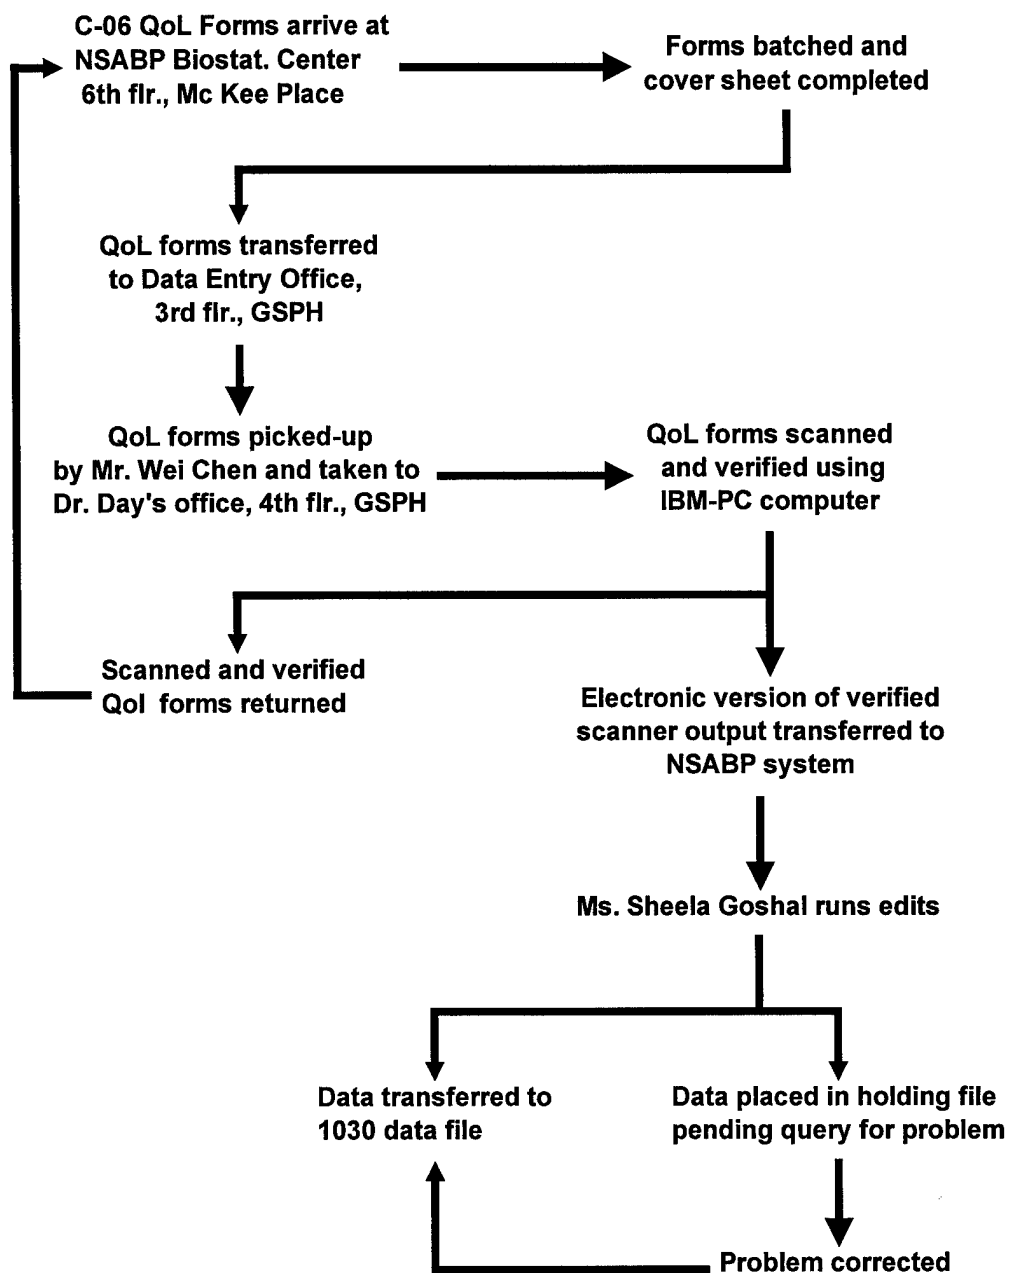 C-06 QoL Forms arrive at
NSABP Biostat. Center
6th flr., Mc Kee Place
Forms batched and
cover sheet completed
QoL forms transferred
to Data Entry Office,
3rd flr., GSPH
QoL forms picked-up
by Mr. Wei Chen and taken to
Dr. Day's office, 4th flr., GSPH
QoL forms scanned
and verified using
IBM-PC computer
Scanned and verified
Qol forms returned
Electronic version of verified
scanner output transferred to
NSABP system
Ms. Sheela Goshal runs edits
Data transferred to
1030 data file
Data placed in holding file
pending query for problem
Problem corrected